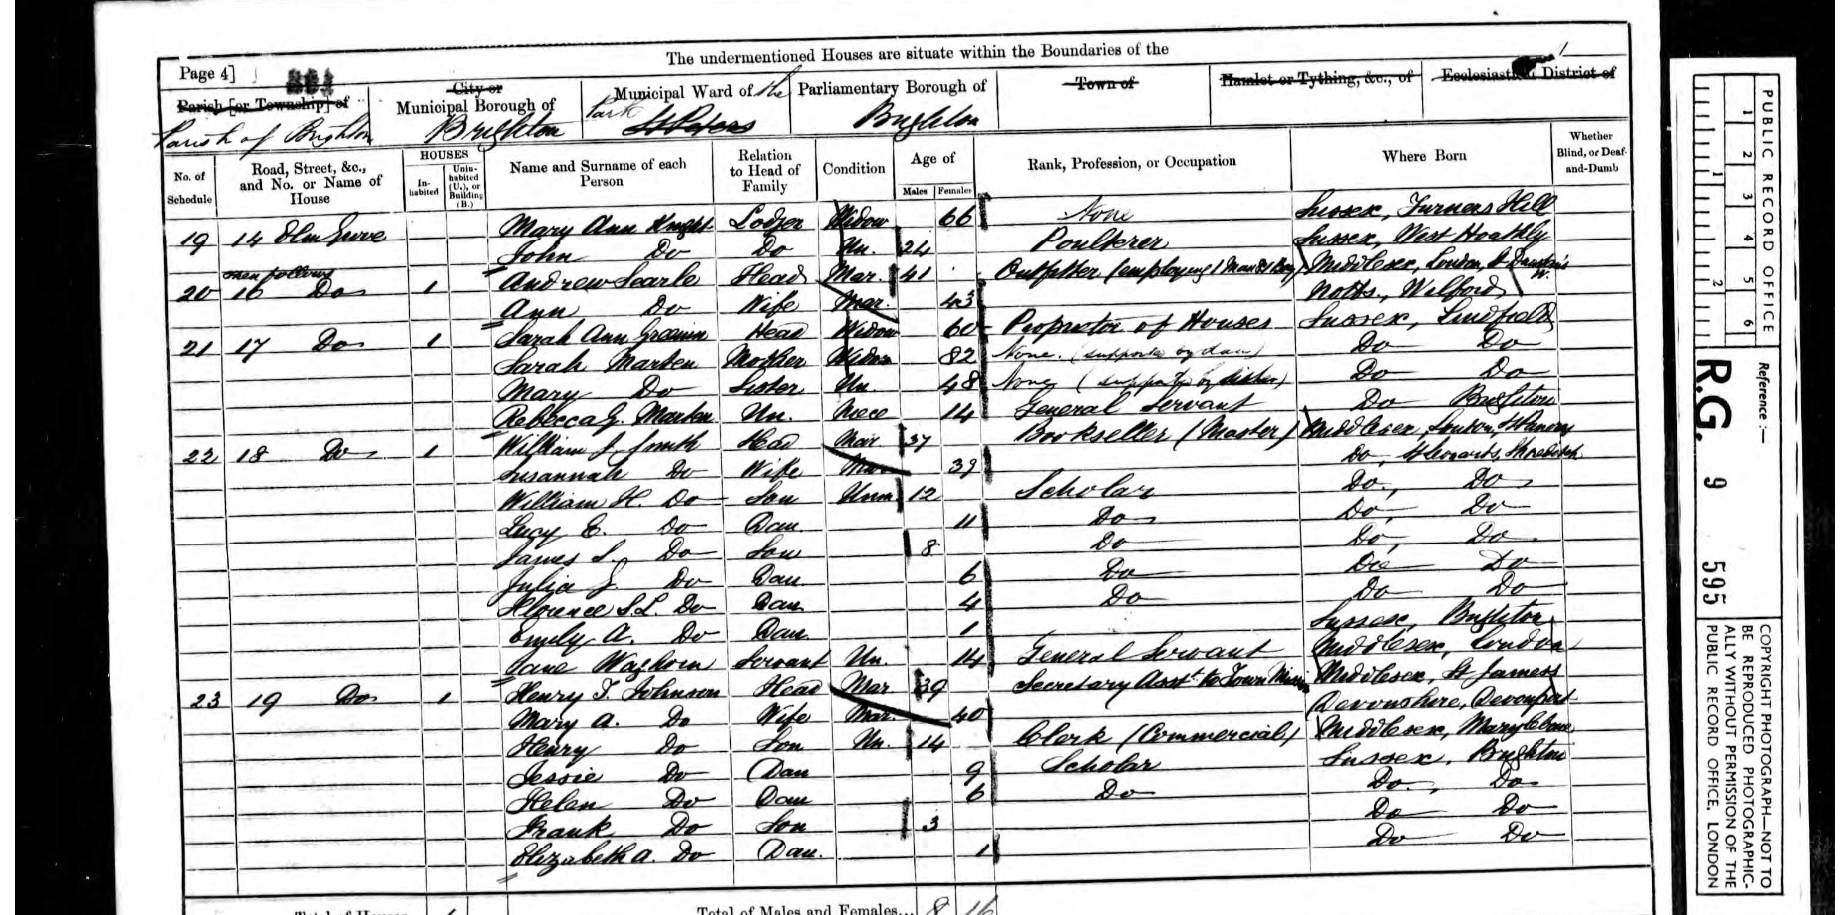 The undermentioned Houses are situate within the Boundaries of the
Page 4]
Parish [or Township] of
Parish of Brighton
City or
Municipal Borough of
Brighton
Municipal Ward of the
Park
St Peters
Parliamentary Borough of
Brighton
Town of
Hamlet or Tything, &c., of
Ecclesiastical District of
No. of Schedule
Road, Street, &c., and No. or Name of House
HOUSES
In-habited
Unin-habited (U.), or Building (B.)
Name and Surname of each Person
Relation to Head of Family
Condition
Age of
Males
Females
Rank, Profession, or Occupation
Where Born
Whether Blind, or Deaf-and-Dumb
19 14 Elm Grove Mary Ann Knight Lodger Widow 66 None Sussex, Turners Hill
John Do Do Un. 24 Poulterer Sussex, West Hoathly
20 16 Do 1 Andrew Searle Head Mar. 41 Outfitter (employing 1 Man & 1 Boy) Middlesex, London, St Dunstan's W.
Ann Do Wife Mar. 43 Notts, Wilford
21 17 Do 1 Sarah Ann Head Widow 60 Proprietor of Houses Sussex, Lindfield
Sarah Marten Mother Widow 82 None. (supported by dau) Do Do
Mary Do Sister Un. 48 None (supported by sister) Do Do
Rebecca G. Marten Un. Niece 14 General Servant Do Brighton
22 18 Do 1 William J. Smith Head Mar 37 Bookseller (Master) Middlesex, London, St Pancras
Susannah Do Wife Mar 39 Do, St Leonards, Shoreditch
William H. Do Son Unm 12 Scholar Do, Do
Lucy C. Do Dau 11 Do Do, Do
James S. Do Son 8 Do Do, Do
Julia J Do Dau 6 Do Do Do
Florence S. L. Do Dau 4 Do Do Do
Emily A. Do Dau 1 Sussex, Brighton
Jane Waghorn Servant Un. 14 General Servant Middlesex, London
23 19 Do 1 Henry T. Johnson Head Mar 39 Secretary Asst. to Town Middlesex, St James's
Mary A. Do Wife Mar. 40 Devonshire, Devonport
Henry Do Son Un. 14 Clerk (Commercial) Middlesex, Marylebone
Jessie Do Dau 9 Scholar Sussex, Brighton
Helen Do Dau 6 Do Do, Do
Frank Do Son 3 Do Do
Elizabeth A. Do Dau. 1 Do Do
Total of Males and Females... 8 16
PUBLIC RECORD OFFICE
1 2 3 4 5 6
1 2
Reference :-
R.G. 9 595
COPYRIGHT PHOTOGRAPH—NOT TO
BE REPRODUCED PHOTOGRAPHIC-
ALLY WITHOUT PERMISSION OF THE
PUBLIC RECORD OFFICE, LONDON